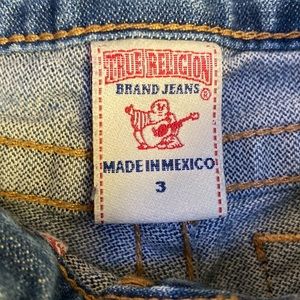 TRUE RELIGION
BRAND JEANS®
MADE IN MEXICO
3